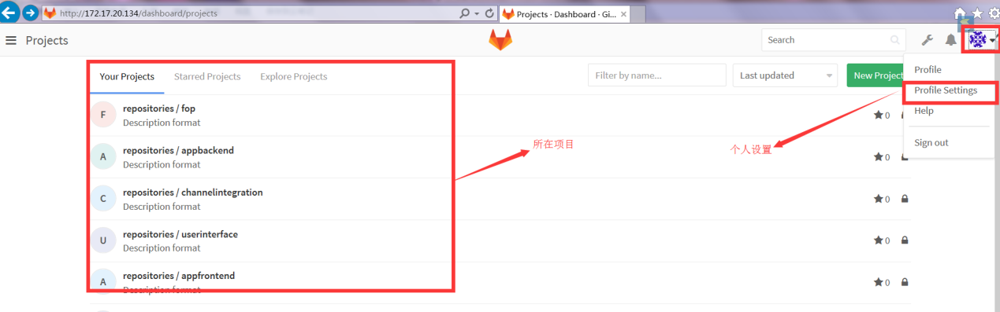 http://172.17.20.134/dashboard/projects
Projects · Dashboard · Gi...
Projects
Search
Your Projects
Starred Projects
Explore Projects
Filter by name...
Last updated
New Project
Profile
Profile Settings
Help
Sign out
F
repositories / fop
Description format
0
A
repositories / appbackend
Description format
0
所在项目
个人设置
C
repositories / channelintegration
Description format
0
U
repositories / userinterface
Description format
0
A
repositories / appfrontend
Description format
0